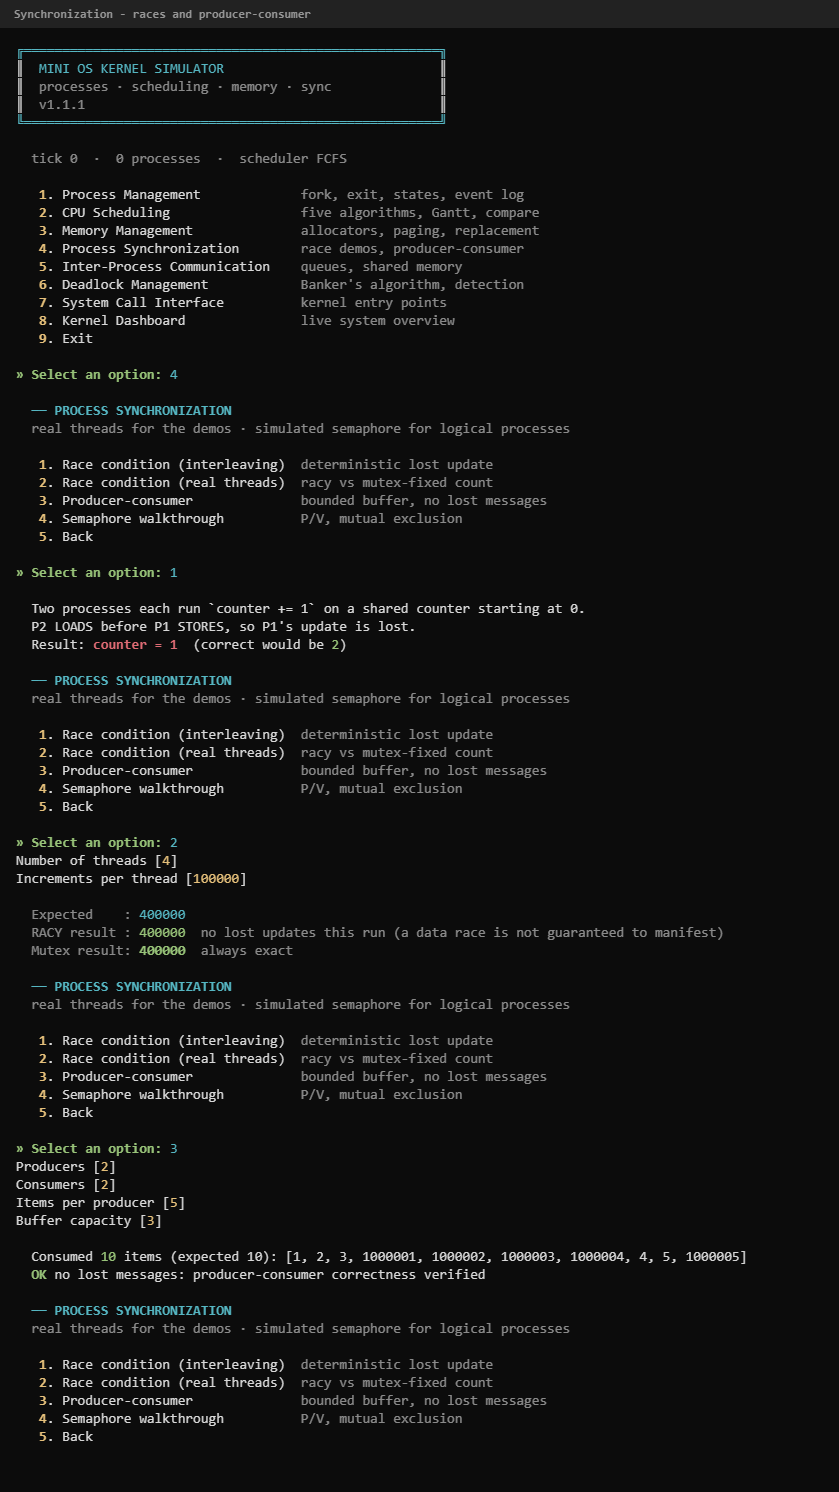 Synchronization - races and producer-consumer
MINI OS KERNEL SIMULATOR
processes · scheduling · memory · sync
v1.1.1
tick 0  ·  0 processes  ·  scheduler FCFS
1. Process Management             fork, exit, states, event log
2. CPU Scheduling                 five algorithms, Gantt, compare
3. Memory Management              allocators, paging, replacement
4. Process Synchronization        race demos, producer-consumer
5. Inter-Process Communication    queues, shared memory
6. Deadlock Management            Banker's algorithm, detection
7. System Call Interface          kernel entry points
8. Kernel Dashboard               live system overview
9. Exit
» Select an option: 4
── PROCESS SYNCHRONIZATION
real threads for the demos · simulated semaphore for logical processes
1. Race condition (interleaving)  deterministic lost update
2. Race condition (real threads)  racy vs mutex-fixed count
3. Producer-consumer              bounded buffer, no lost messages
4. Semaphore walkthrough          P/V, mutual exclusion
5. Back
» Select an option: 1
Two processes each run `counter += 1` on a shared counter starting at 0.
P2 LOADS before P1 STORES, so P1's update is lost.
Result: counter = 1  (correct would be 2)
── PROCESS SYNCHRONIZATION
real threads for the demos · simulated semaphore for logical processes
1. Race condition (interleaving)  deterministic lost update
2. Race condition (real threads)  racy vs mutex-fixed count
3. Producer-consumer              bounded buffer, no lost messages
4. Semaphore walkthrough          P/V, mutual exclusion
5. Back
» Select an option: 2
Number of threads [4]
Increments per thread [100000]
Expected    : 400000
RACY result : 400000  no lost updates this run (a data race is not guaranteed to manifest)
Mutex result: 400000  always exact
── PROCESS SYNCHRONIZATION
real threads for the demos · simulated semaphore for logical processes
1. Race condition (interleaving)  deterministic lost update
2. Race condition (real threads)  racy vs mutex-fixed count
3. Producer-consumer              bounded buffer, no lost messages
4. Semaphore walkthrough          P/V, mutual exclusion
5. Back
» Select an option: 3
Producers [2]
Consumers [2]
Items per producer [5]
Buffer capacity [3]
Consumed 10 items (expected 10): [1, 2, 3, 1000001, 1000002, 1000003, 1000004, 4, 5, 1000005]
OK no lost messages: producer-consumer correctness verified
── PROCESS SYNCHRONIZATION
real threads for the demos · simulated semaphore for logical processes
1. Race condition (interleaving)  deterministic lost update
2. Race condition (real threads)  racy vs mutex-fixed count
3. Producer-consumer              bounded buffer, no lost messages
4. Semaphore walkthrough          P/V, mutual exclusion
5. Back